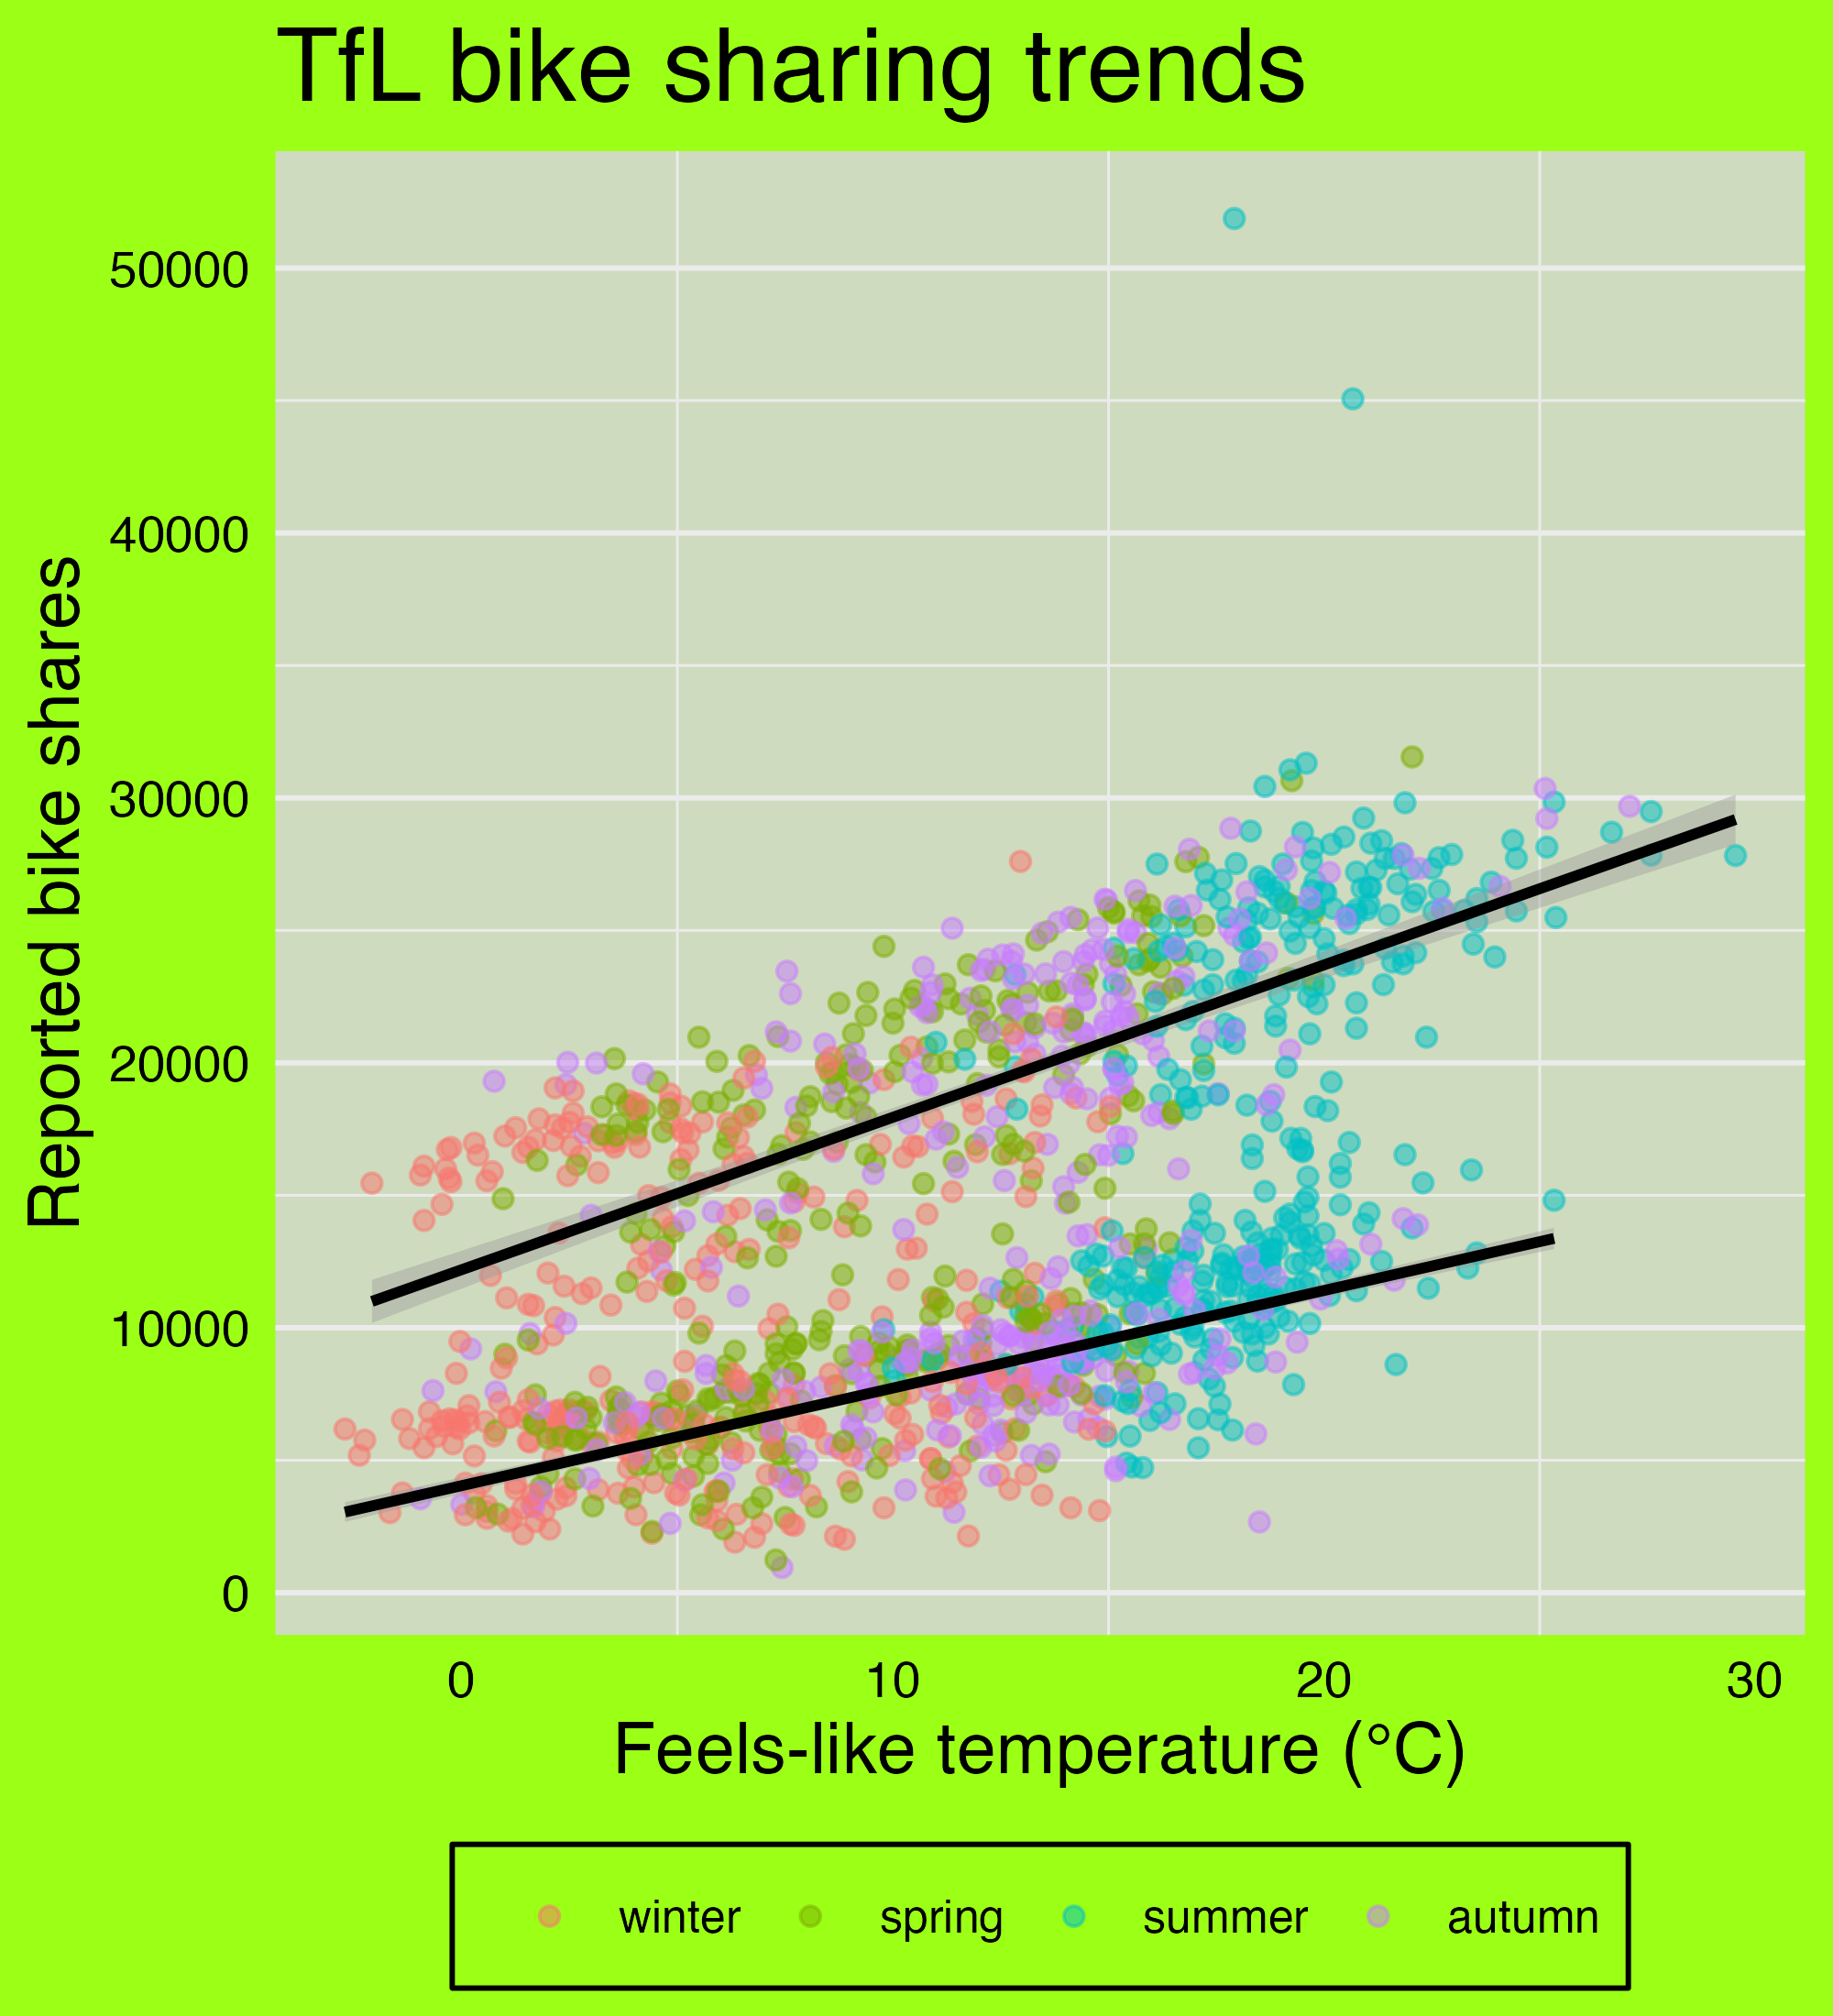 TfL bike sharing trends
50000
40000
30000
20000
10000
0
Reported bike shares
0 10 20 30
Feels-like temperature (°C)
winter spring summer autumn